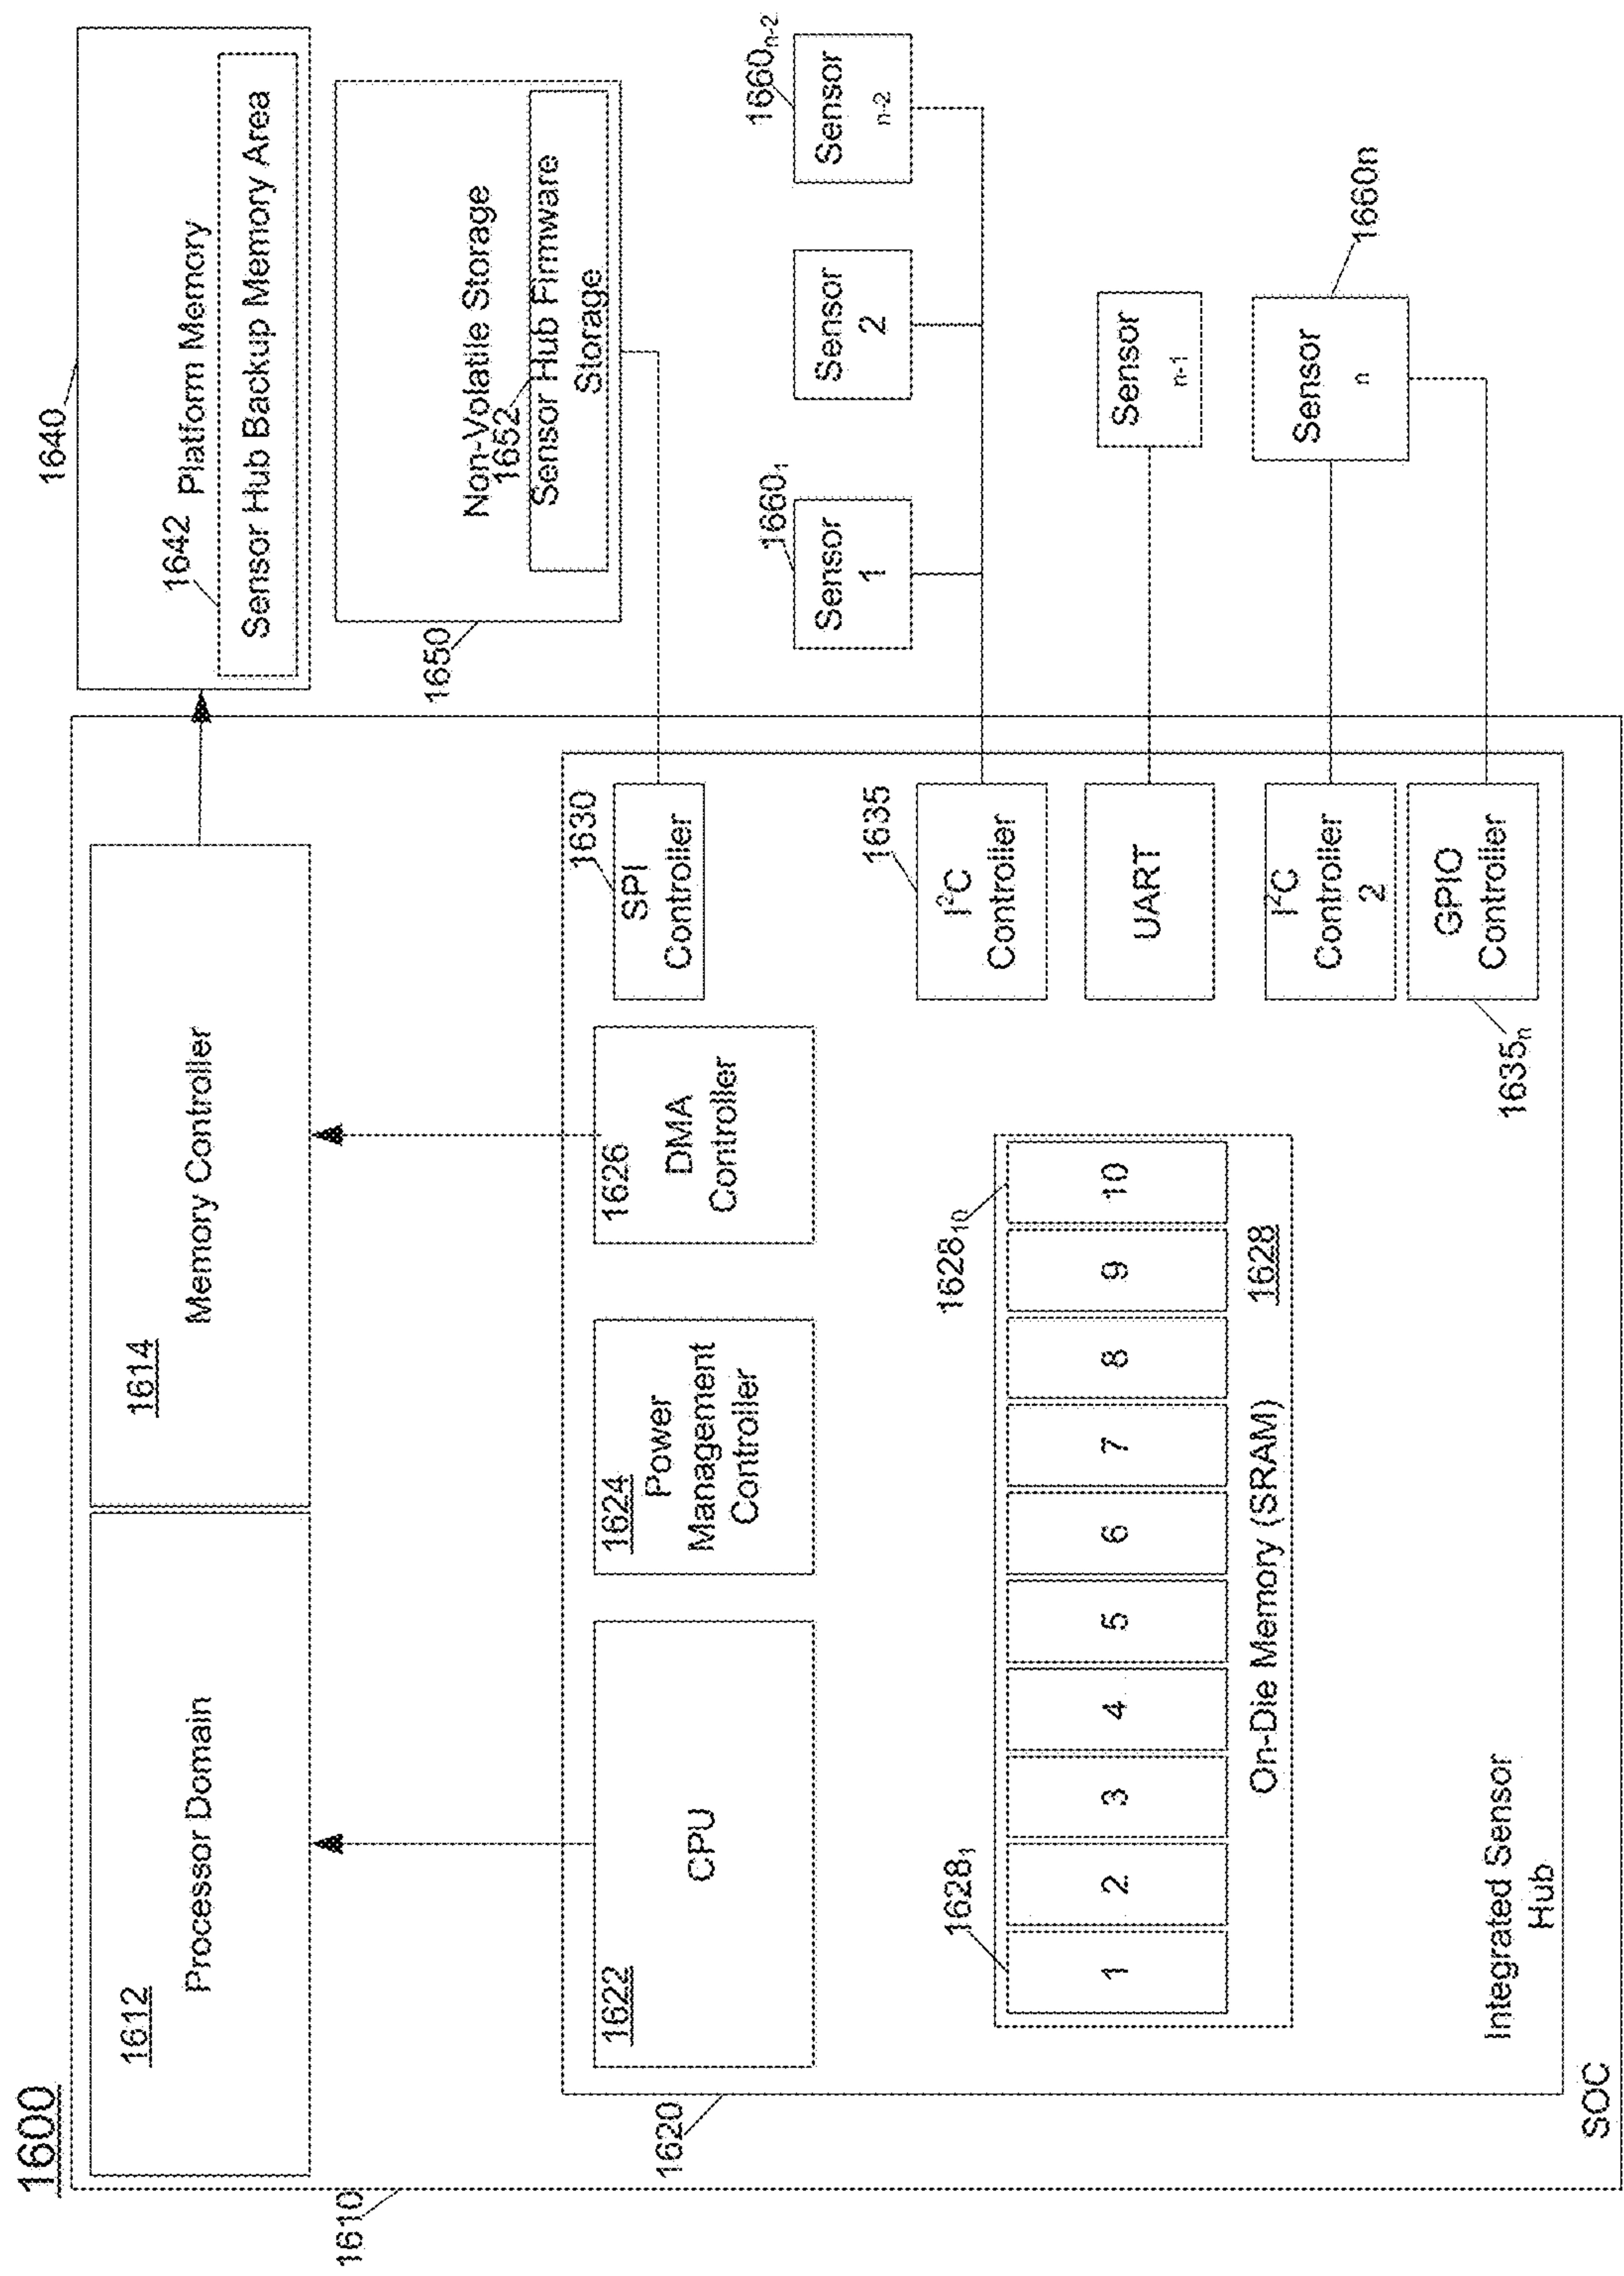 1600
1610
1612
Processor Domain
1614
Memory Controller
1640
1642
Platform Memory
Sensor Hub Backup Memory Area
1650
Non-Volatile Storage
1652
Sensor Hub Firmware
Storage
1620
1622
CPU
1624
Power
Management
Controller
1626
DMA
Controller
1630
SPI
Controller
1660₁
Sensor
1
Sensor
2
1660ₙ₋₂
Sensor
n-2
1635
I²C
Controller
1628₁
1628₁₀
1 2 3 4 5 6 7 8 9 10
On-Die Memory (SRAM)
1628
UART
Sensor
n-1
I²C
Controller
2
Sensor
n
1660n
GPIO
Controller
1635ₙ
Integrated Sensor
Hub
SOC